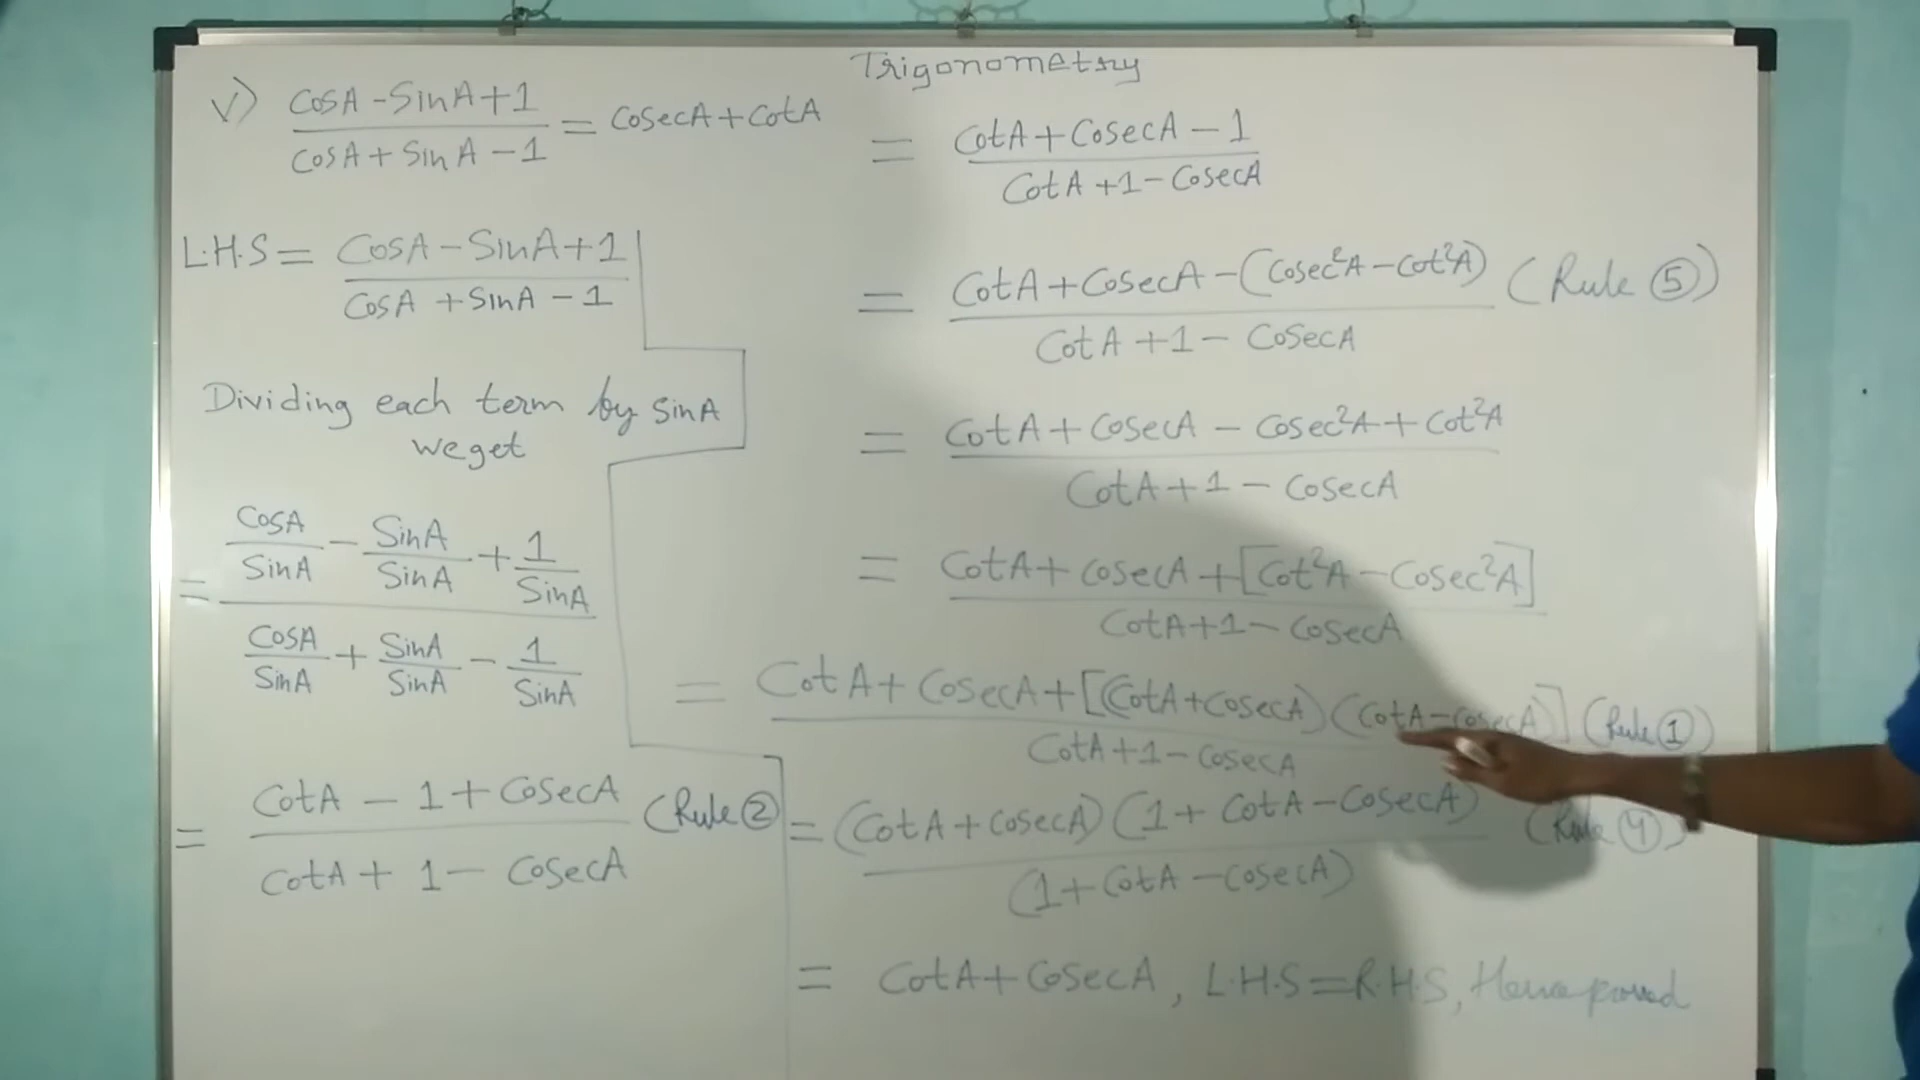 Trigonometry
V) CosA - SinA + 1 / CosA + SinA - 1 = CosecA + CotA
L.H.S = CosA - SinA + 1 / CosA + SinA - 1
Dividing each term by SinA
we get
= CosA/SinA - SinA/SinA + 1/SinA
CosA/SinA + SinA/SinA - 1/SinA
= CotA - 1 + CosecA / CotA + 1 - CosecA (Rule ②)
= CotA + CosecA - 1 / CotA + 1 - CosecA
= CotA + CosecA - (Cosec²A - Cot²A) / CotA + 1 - CosecA (Rule ⑤)
= CotA + CosecA - Cosec²A + Cot²A / CotA + 1 - CosecA
= CotA + CosecA + [Cot²A - Cosec²A] / CotA + 1 - CosecA
= CotA + CosecA + [(CotA + CosecA)(CotA - CosecA)] / CotA + 1 - CosecA (Rule ①)
= (CotA + CosecA)(1 + CotA - CosecA) / (1 + CotA - CosecA) (Rule ④)
= CotA + CosecA, L.H.S = R.H.S, Hence proved